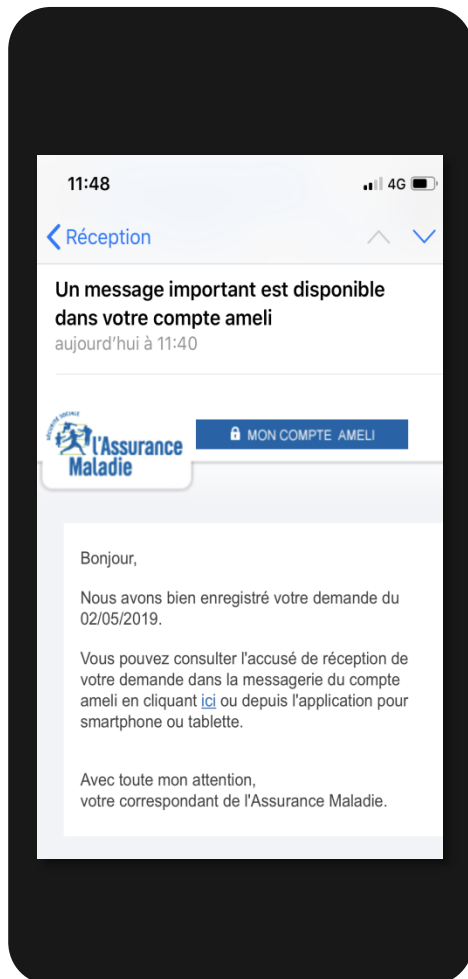 11:48
4G
Réception
Un message important est disponible
dans votre compte ameli
aujourd'hui à 11:40
SÉCURITÉ SOCIALE
l'Assurance
Maladie
MON COMPTE AMELI
Bonjour,
Nous avons bien enregistré votre demande du
02/05/2019.
Vous pouvez consulter l'accusé de réception de
votre demande dans la messagerie du compte
ameli en cliquant ici ou depuis l'application pour
smartphone ou tablette.
Avec toute mon attention,
votre correspondant de l'Assurance Maladie.